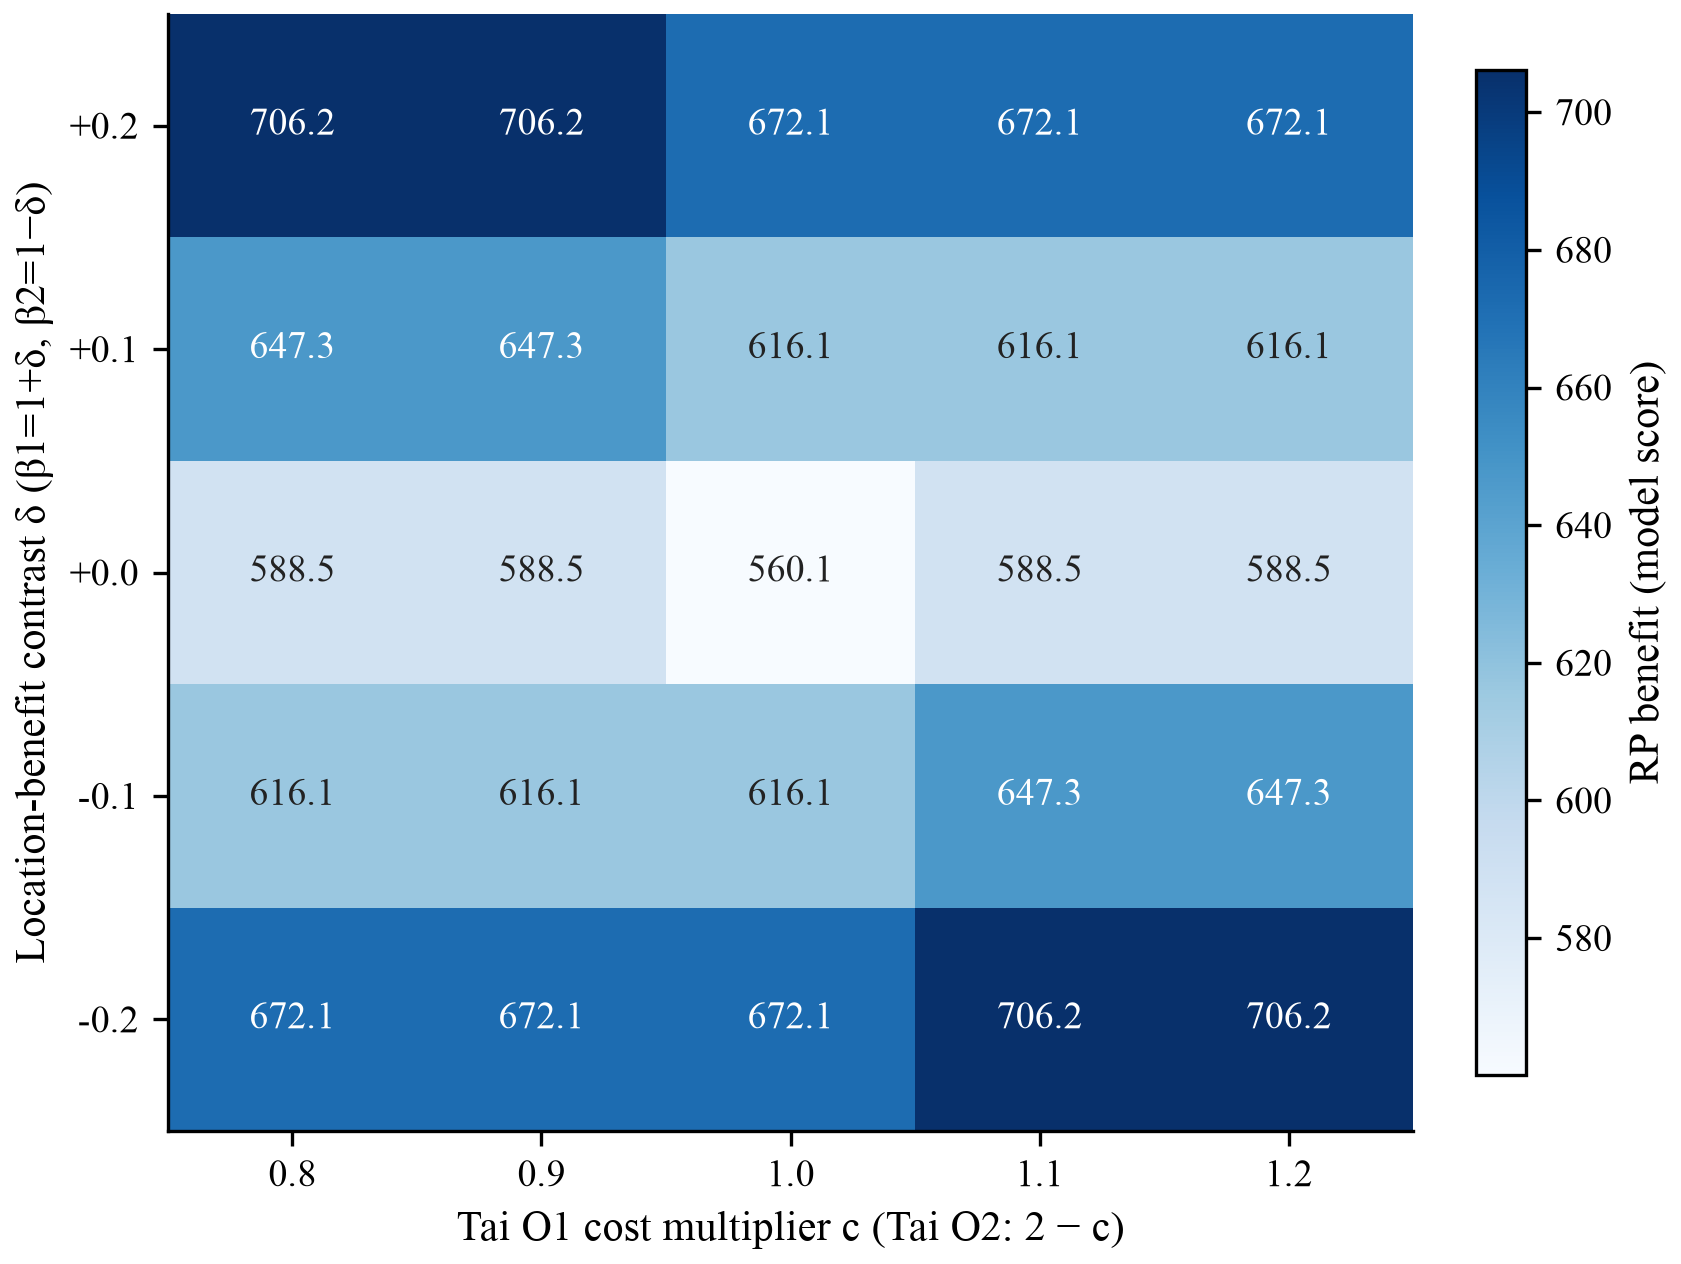 Location-benefit contrast δ (β1=1+δ, β2=1−δ)
+0.2 706.2 706.2 672.1 672.1 672.1
+0.1 647.3 647.3 616.1 616.1 616.1
+0.0 588.5 588.5 560.1 588.5 588.5
-0.1 616.1 616.1 616.1 647.3 647.3
-0.2 672.1 672.1 672.1 706.2 706.2
0.8 0.9 1.0 1.1 1.2
Tai O1 cost multiplier c (Tai O2: 2 − c)
700
680
660
640
620
600
580
RP benefit (model score)